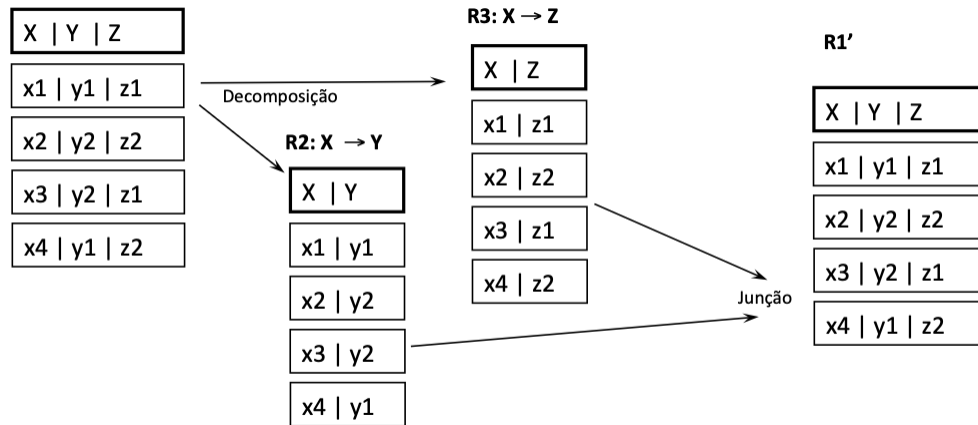 X | Y | Z
x1 | y1 | z1
x2 | y2 | z2
x3 | y2 | z1
x4 | y1 | z2
Decomposição
R2: X → Y
X | Y
x1 | y1
x2 | y2
x3 | y2
x4 | y1
R3: X → Z
X | Z
x1 | z1
x2 | z2
x3 | z1
x4 | z2
Junção
R1’
X | Y | Z
x1 | y1 | z1
x2 | y2 | z2
x3 | y2 | z1
x4 | y1 | z2